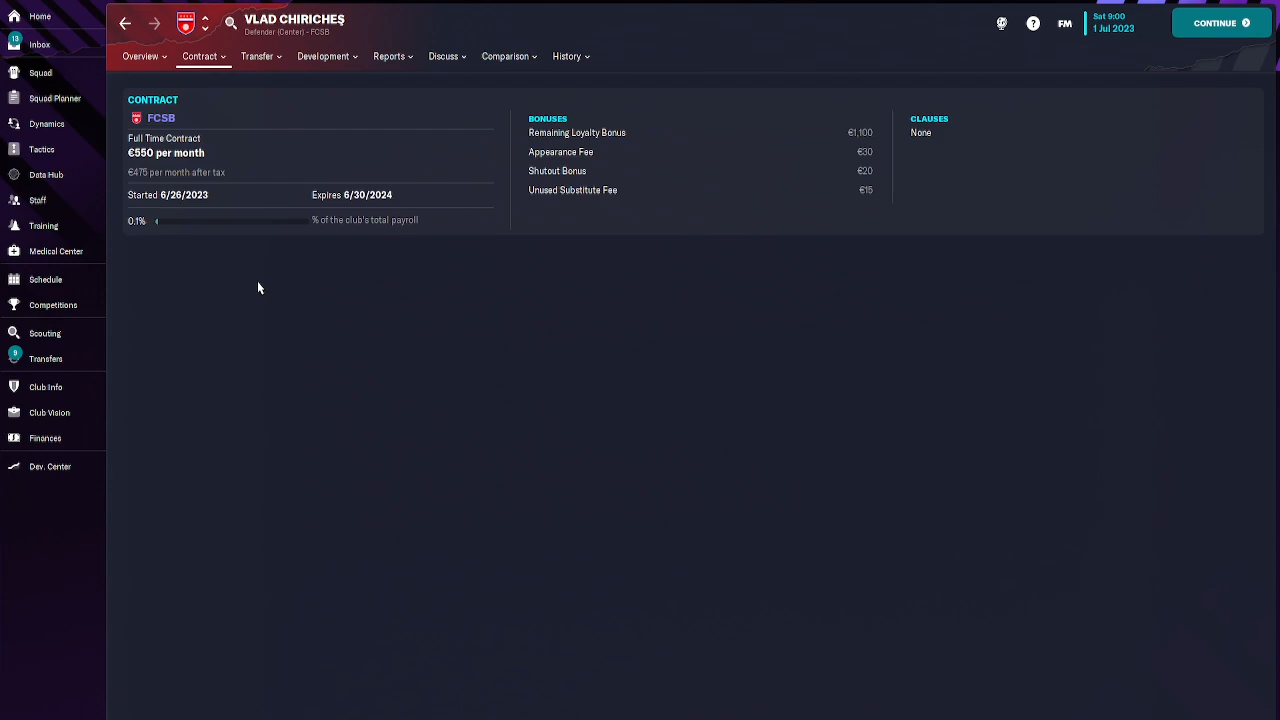 Home
13
Inbox
Squad
Squad Planner
Dynamics
Tactics
Data Hub
Staff
Training
Medical Center
Schedule
Competitions
Scouting
9
Transfers
Club Info
Club Vision
Finances
Dev. Center
VLAD CHIRICHEȘ
Defender (Center) - FCSB
? FM
Sat 9:00
1 Jul 2023
CONTINUE
Overview Contract Transfer Development Reports Discuss Comparison History
CONTRACT
FCSB
Full Time Contract
€550 per month
€475 per month after tax
Started 6/26/2023 Expires 6/30/2024
0.1% % of the club's total payroll
BONUSES
Remaining Loyalty Bonus €1,100
Appearance Fee €30
Shutout Bonus €20
Unused Substitute Fee €15
CLAUSES
None